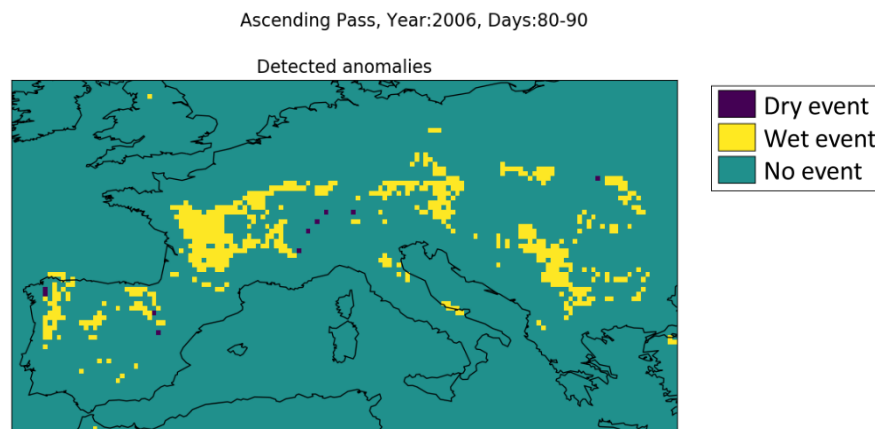 Ascending Pass, Year:2006, Days:80-90
Detected anomalies
Dry event
Wet event
No event